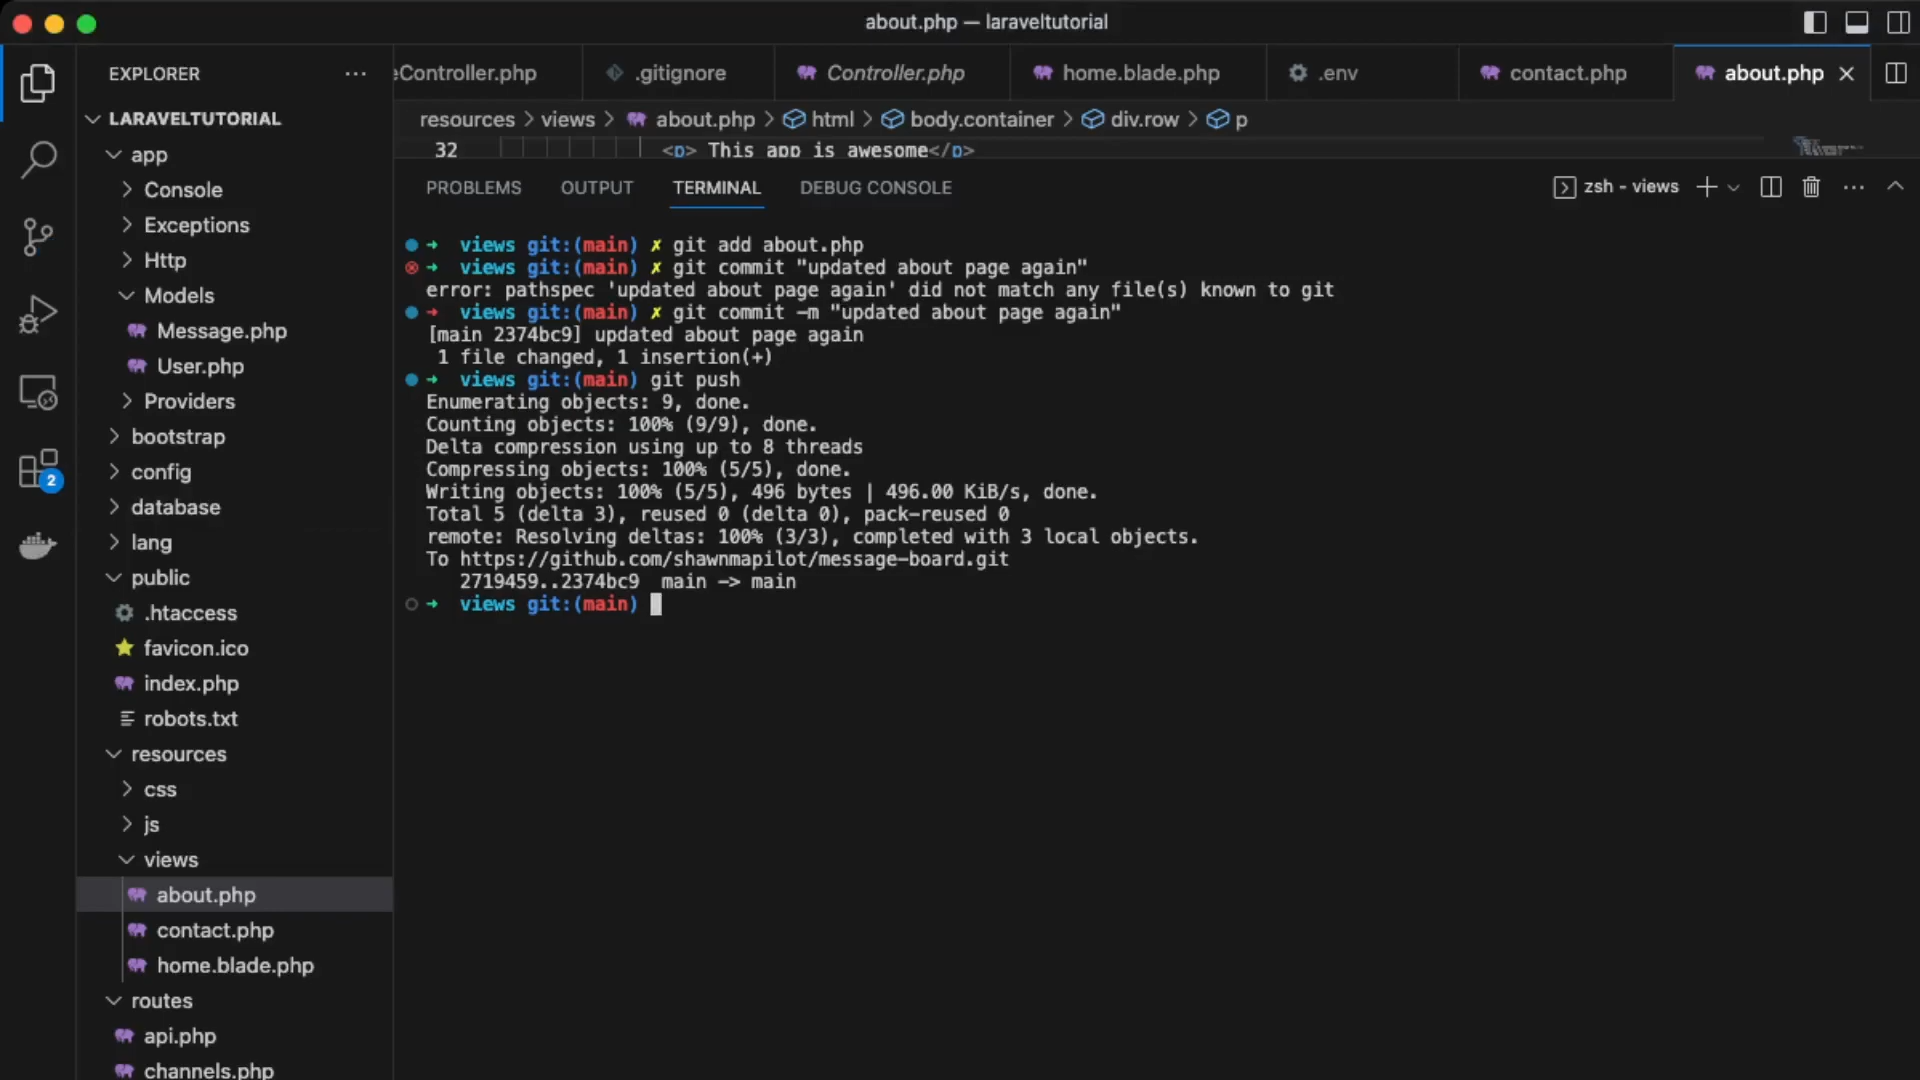 about.php — laraveltutorial
EXPLORER
eController.php
.gitignore
Controller.php
home.blade.php
.env
contact.php
about.php
LARAVELTUTORIAL
app
Console
Exceptions
Http
Models
Message.php
User.php
Providers
bootstrap
config
database
lang
public
.htaccess
favicon.ico
index.php
robots.txt
resources
css
js
views
about.php
contact.php
home.blade.php
routes
api.php
channels.php
2
resources > views > about.php > html > body.container > div.row > p
32 <p> This app is awesome</p>
PROBLEMS OUTPUT TERMINAL DEBUG CONSOLE
zsh - views
➜ views git:(main) ✗ git add about.php
➜ views git:(main) ✗ git commit "updated about page again"
error: pathspec 'updated about page again' did not match any file(s) known to git
➜ views git:(main) ✗ git commit -m "updated about page again"
[main 2374bc9] updated about page again
1 file changed, 1 insertion(+)
➜ views git:(main) git push
Enumerating objects: 9, done.
Counting objects: 100% (9/9), done.
Delta compression using up to 8 threads
Compressing objects: 100% (5/5), done.
Writing objects: 100% (5/5), 496 bytes | 496.00 KiB/s, done.
Total 5 (delta 3), reused 0 (delta 0), pack-reused 0
remote: Resolving deltas: 100% (3/3), completed with 3 local objects.
To https://github.com/shawnmapilot/message-board.git
2719459..2374bc9 main -> main
➜ views git:(main)